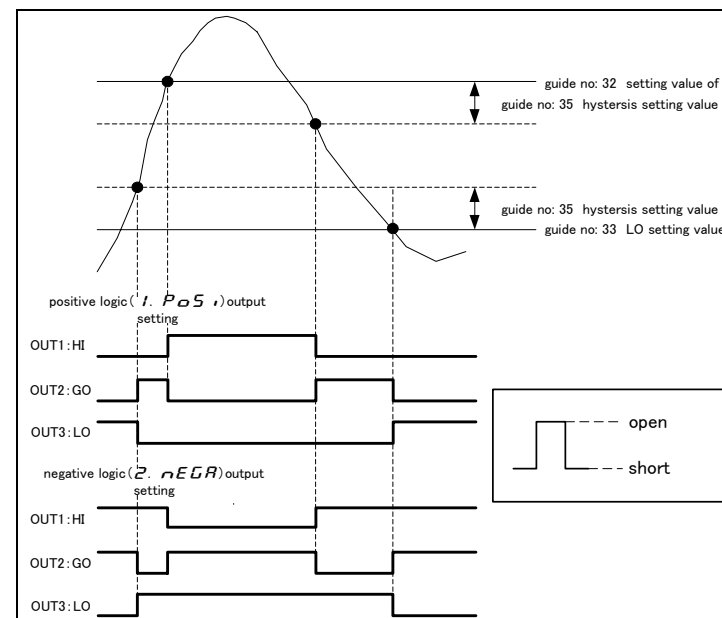 guide no: 32 setting value of
guide no: 35 hystersis setting value
guide no: 35 hystersis setting value
guide no: 33 LO setting value
positive logic( 1. PoSi )output
setting
OUT1:HI
OUT2:GO
OUT3:LO
open
short
negative logic( 2. nEGA )output
setting
OUT1:HI
OUT2:GO
OUT3:LO